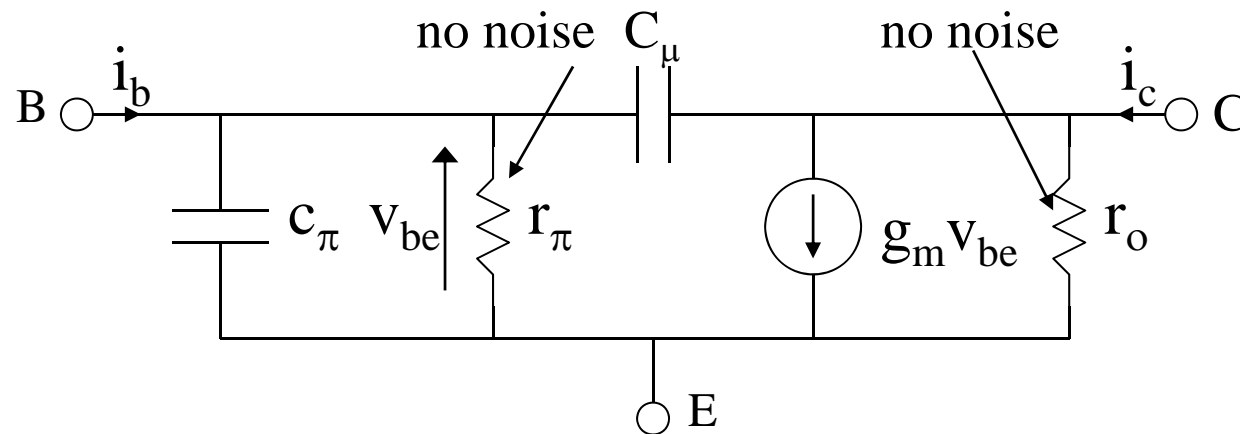 no noise C_μ no noise
B i_b i_c C
c_π v_be r_π g_m v_be r_o
E